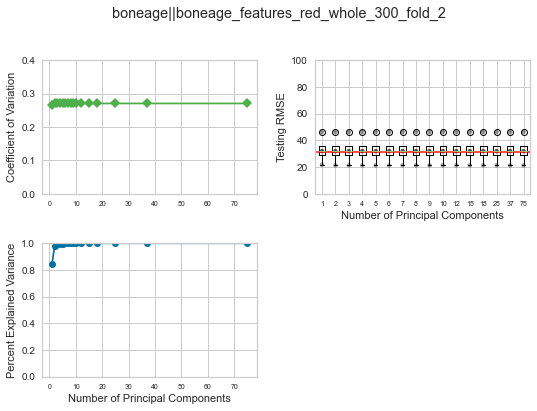 boneage||boneage_features_red_whole_300_fold_2
Coefficient of Variation
0.4
0.3
0.2
0.1
0.0
0 10 20 30 40 50 60 70
Testing RMSE
100
80
60
40
20
0
1 2 3 4 5 6 7 8 9 10 12 15 18 25 37 75
Number of Principal Components
Percent Explained Variance
1.0
0.8
0.6
0.4
0.2
0.0
0 10 20 30 40 50 60 70
Number of Principal Components